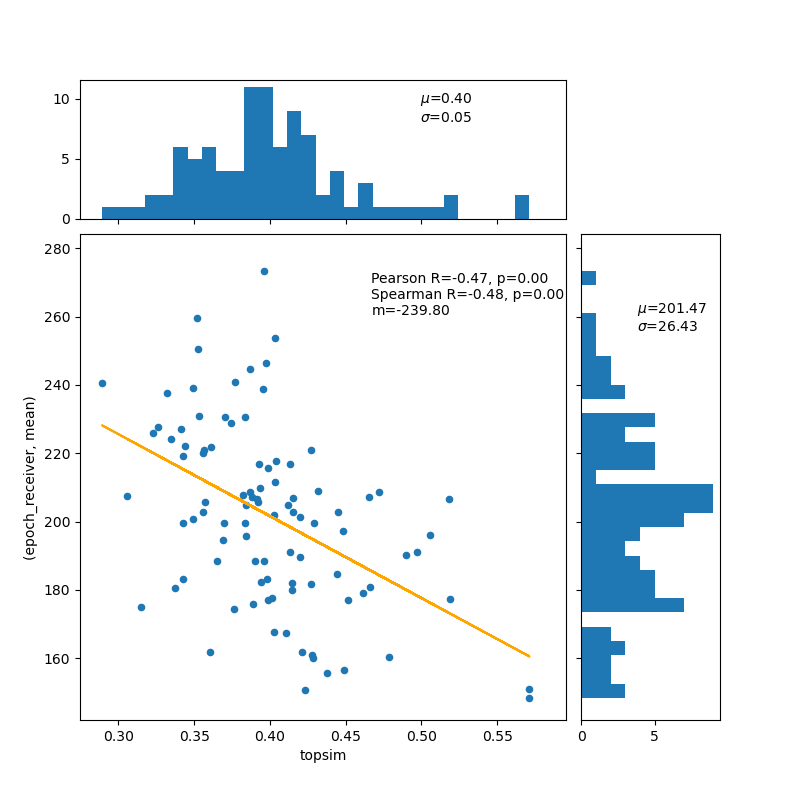 10
5
0
μ=0.40
σ=0.05
280
260
240
220
200
180
160
(epoch_receiver, mean)
Pearson R=-0.47, p=0.00
Spearman R=-0.48, p=0.00
m=-239.80
μ=201.47
σ=26.43
0.30 0.35 0.40 0.45 0.50 0.55
topsim
0 5